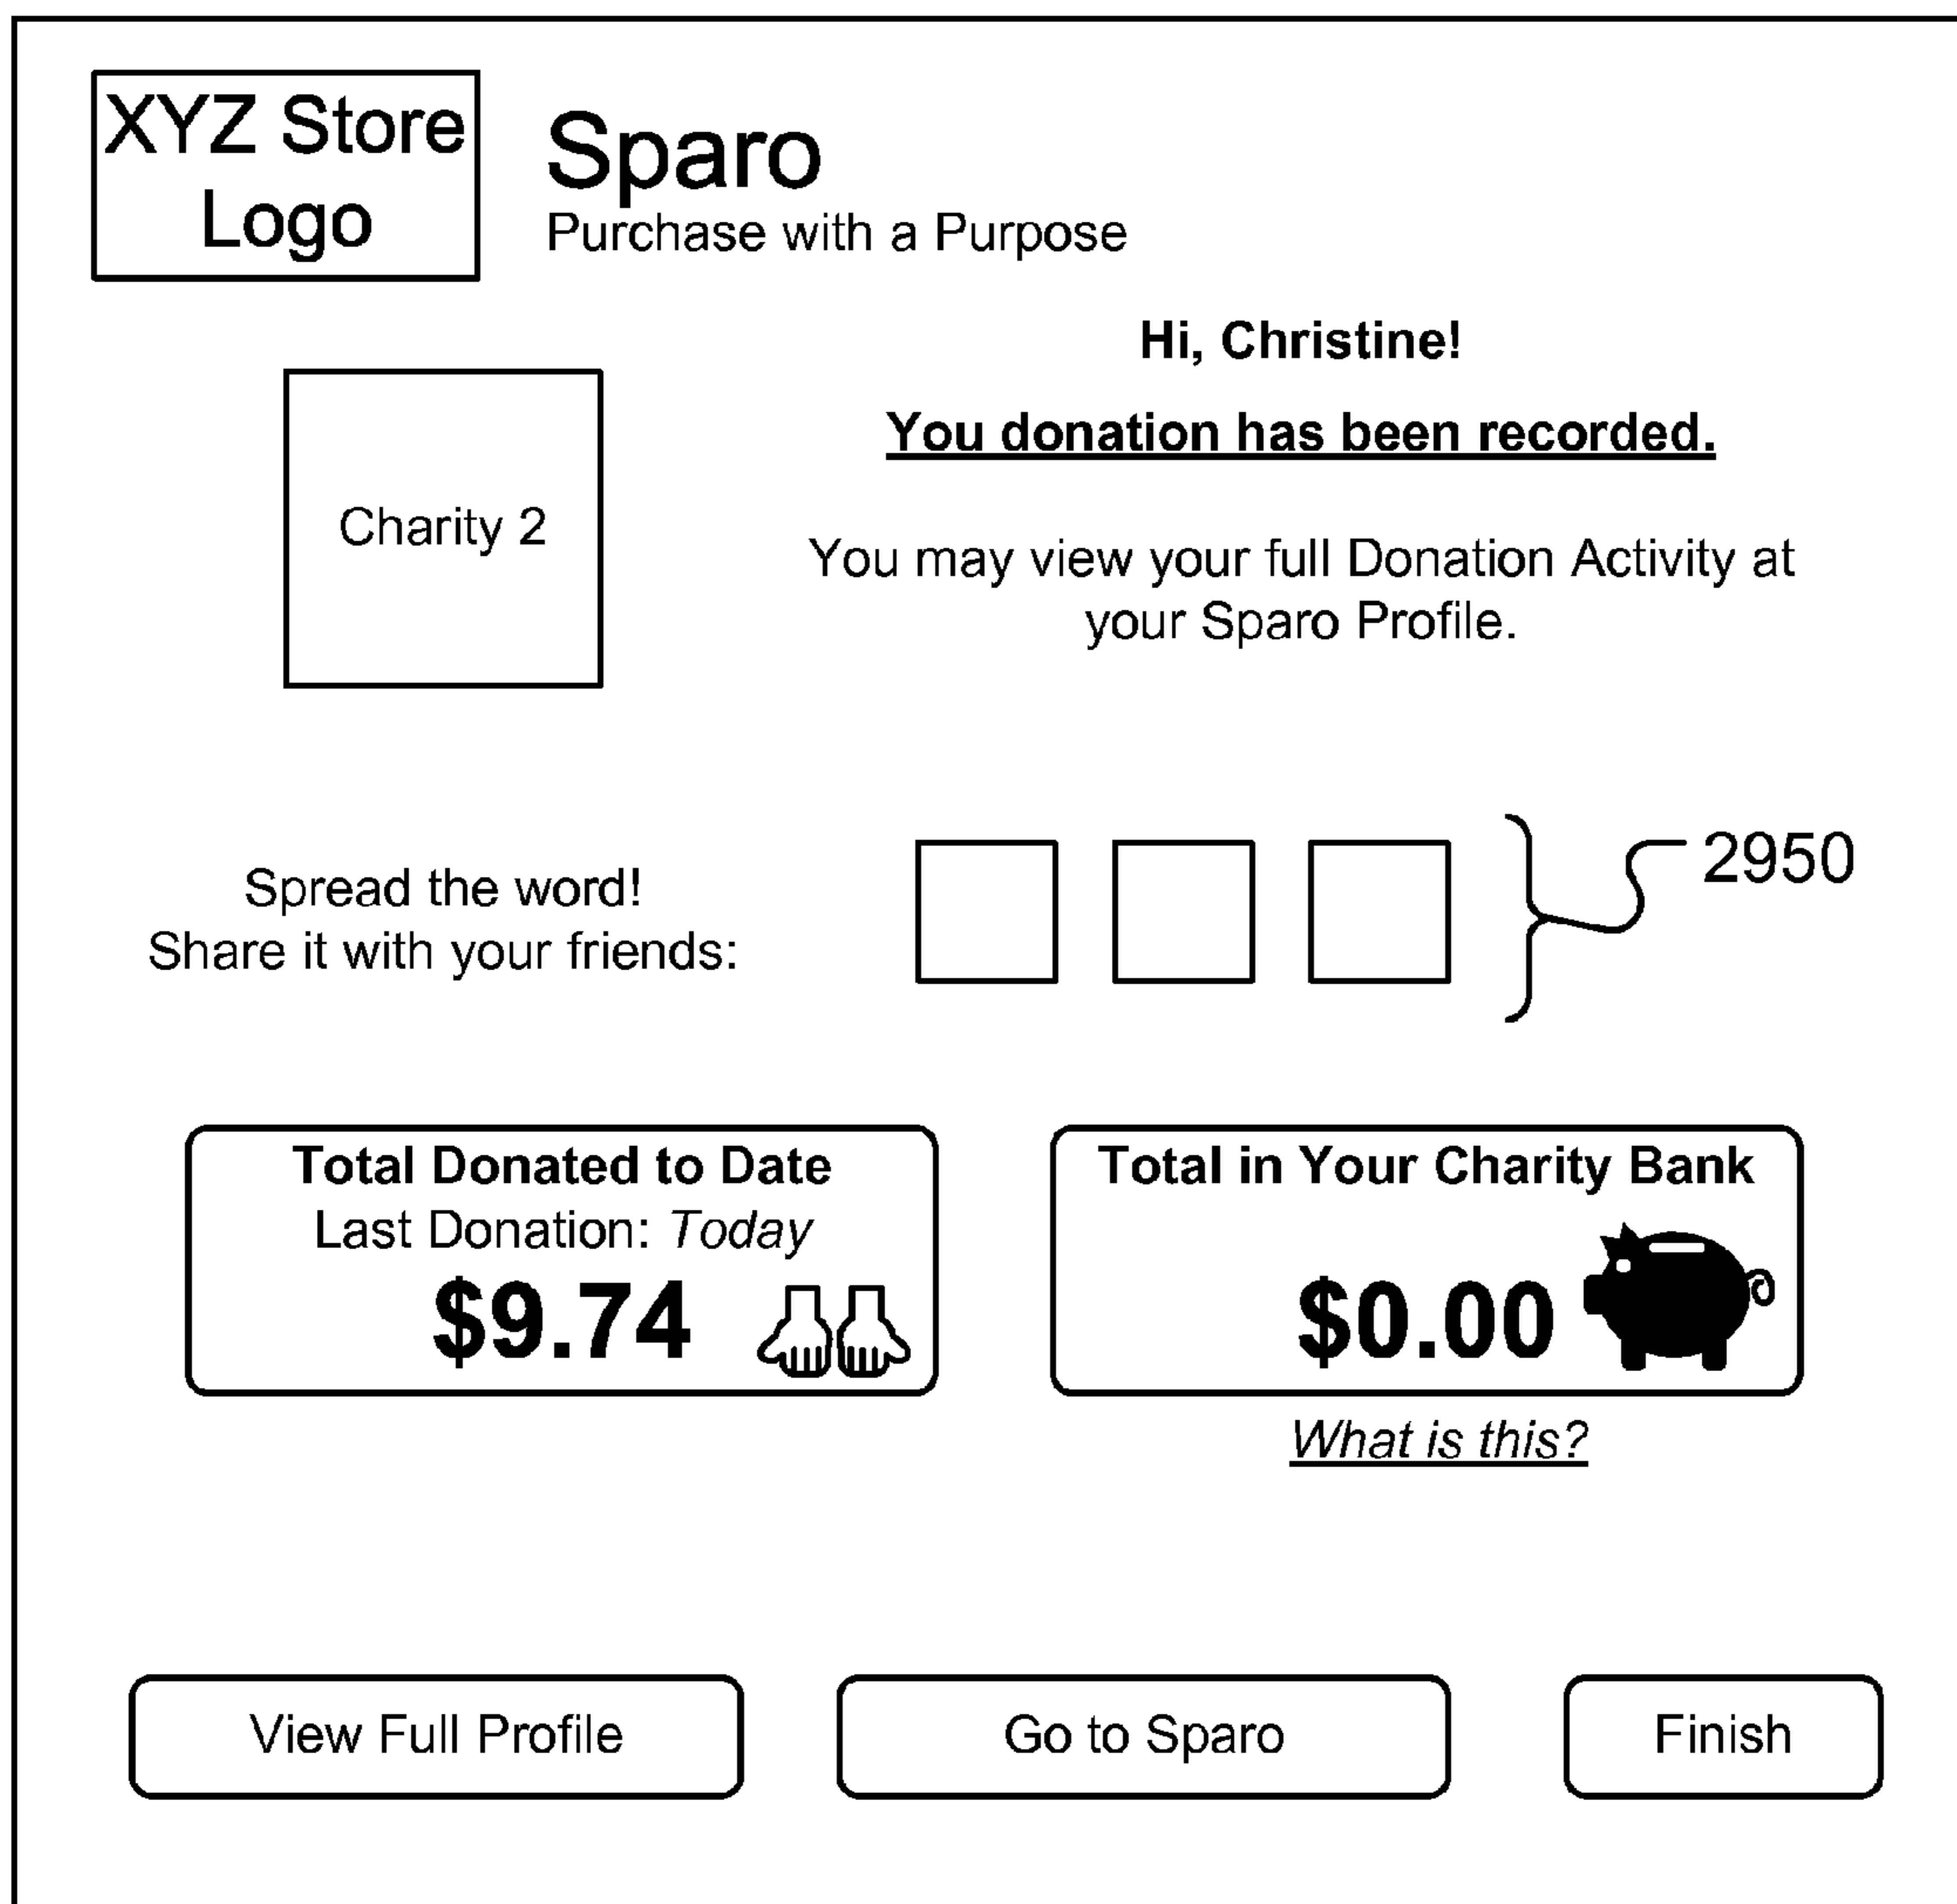 XYZ Store
Logo
Sparo
Purchase with a Purpose
Hi, Christine!
You donation has been recorded.
Charity 2
You may view your full Donation Activity at
your Sparo Profile.
Spread the word!
Share it with your friends:
2950
Total Donated to Date
Last Donation: Today
$9.74
Total in Your Charity Bank
$0.00
What is this?
View Full Profile
Go to Sparo
Finish